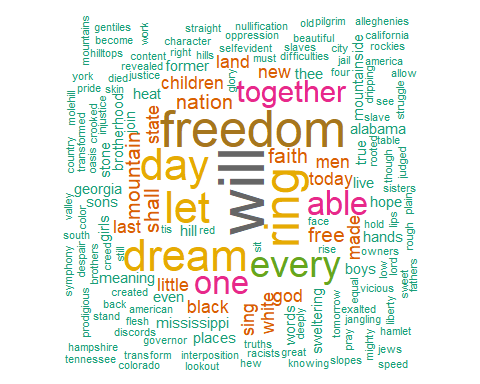 straight nullification old pilgrim alleghenies
gentiles work character oppression beautiful california
mountains become right selfevident slaves city rockies
hilltops content hills must difficulties jail america
revealed former land new thee four dripping allow
york died justice glory mountainside see struggle
pride skin children together slave
molehill heat nation alabama table
injustice jon state freedom true rooted judged
transformed crooked brotherhood faith men though
country oasis stone mountain day will today live sisters
georgia let ring able hope lips plain
valley sons shall free made hold rough
color girls last tis hill red face hands
south creed still dream sit rise owners
despair brothers one every boys low lord sweet fathers
symphony meaning little god equal vicious
prodigious created even black white exalted liberty
back american sing words sweltering tomorrow jangling
stand flesh mississippi deeply pray mighty hamlet
discords governor places truths
hampshire transform interposition racists great slopes jews
tennessee colorado lookout hew knowing speed